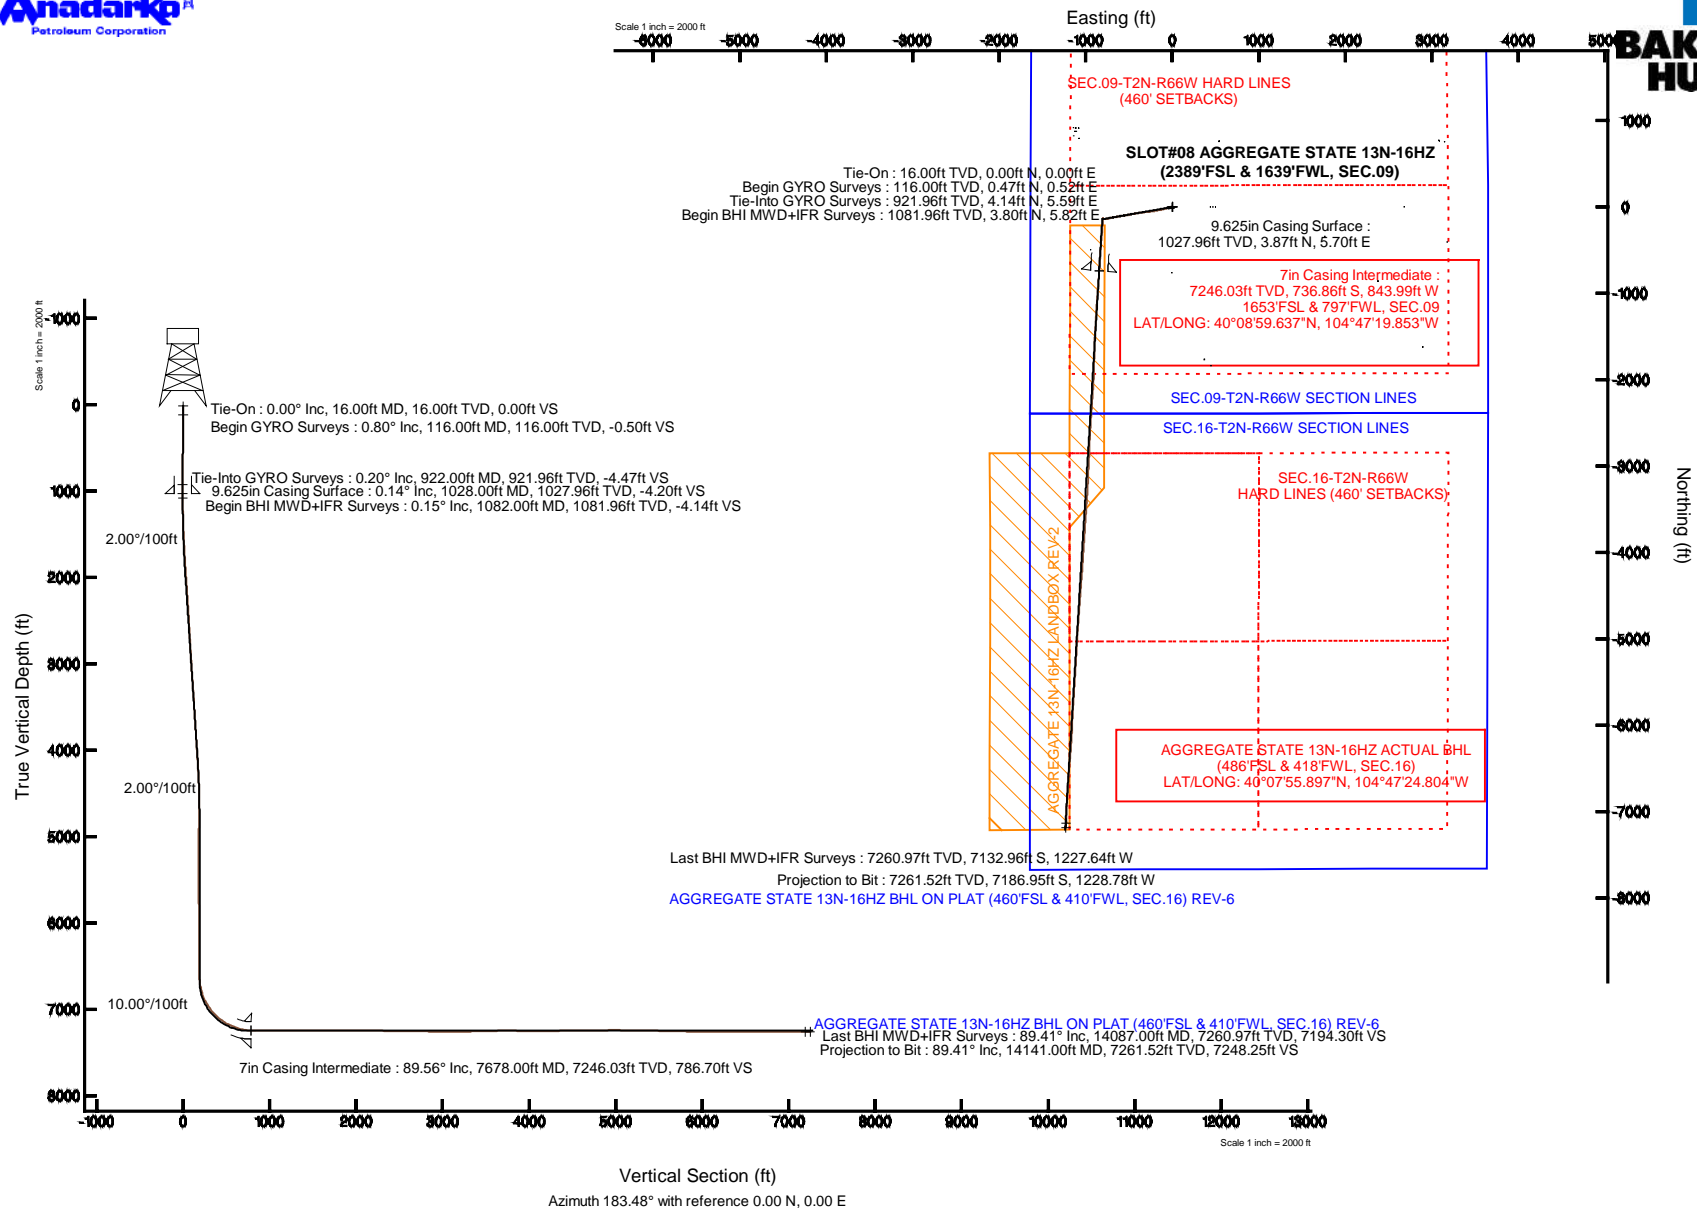 Anadarko
Petroleum Corporation
BAK
HU
Easting (ft)
Scale 1 inch = 2000 ft
-6000 -5000 -4000 -3000 -2000 -1000 0 1000 2000 3000 4000 5000
SEC.09-T2N-R66W HARD LINES
(460' SETBACKS)
SLOT#08 AGGREGATE STATE 13N-16HZ
(2389'FSL & 1639'FWL, SEC.09)
Tie-On : 16.00ft TVD, 0.00ft N, 0.00ft E
Begin GYRO Surveys : 116.00ft TVD, 0.47ft N, 0.52ft E
Tie-Into GYRO Surveys : 921.96ft TVD, 4.14ft N, 5.59ft E
Begin BHI MWD+IFR Surveys : 1081.96ft TVD, 3.80ft N, 5.82ft E
9.625in Casing Surface :
1027.96ft TVD, 3.87ft N, 5.70ft E
7in Casing Intermediate :
7246.03ft TVD, 736.86ft S, 843.99ft W
1653'FSL & 797'FWL, SEC.09
LAT/LONG: 40°08'59.637"N, 104°47'19.853"W
SEC.09-T2N-R66W SECTION LINES
SEC.16-T2N-R66W SECTION LINES
SEC.16-T2N-R66W
HARD LINES (460' SETBACKS)
AGGREGATE 13N-16HZ LANDBOX REV-2
AGGREGATE STATE 13N-16HZ ACTUAL BHL
(486'FSL & 418'FWL, SEC.16)
LAT/LONG: 40°07'55.897"N, 104°47'24.804"W
Last BHI MWD+IFR Surveys : 7260.97ft TVD, 7132.96ft S, 1227.64ft W
Projection to Bit : 7261.52ft TVD, 7186.95ft S, 1228.78ft W
AGGREGATE STATE 13N-16HZ BHL ON PLAT (460'FSL & 410'FWL, SEC.16) REV-6
1000
0
-1000
-2000
-3000
-4000
-5000
-6000
-7000
-8000
Northing (ft)
Scale 1 inch = 2000 ft
True Vertical Depth (ft)
-1000
0
1000
2000
3000
4000
5000
6000
7000
8000
Tie-On : 0.00° Inc, 16.00ft MD, 16.00ft TVD, 0.00ft VS
Begin GYRO Surveys : 0.80° Inc, 116.00ft MD, 116.00ft TVD, -0.50ft VS
Tie-Into GYRO Surveys : 0.20° Inc, 922.00ft MD, 921.96ft TVD, -4.47ft VS
9.625in Casing Surface : 0.14° Inc, 1028.00ft MD, 1027.96ft TVD, -4.20ft VS
Begin BHI MWD+IFR Surveys : 0.15° Inc, 1082.00ft MD, 1081.96ft TVD, -4.14ft VS
2.00°/100ft
2.00°/100ft
10.00°/100ft
AGGREGATE STATE 13N-16HZ BHL ON PLAT (460'FSL & 410'FWL, SEC.16) REV-6
Last BHI MWD+IFR Surveys : 89.41° Inc, 14087.00ft MD, 7260.97ft TVD, 7194.30ft VS
Projection to Bit : 89.41° Inc, 14141.00ft MD, 7261.52ft TVD, 7248.25ft VS
7in Casing Intermediate : 89.56° Inc, 7678.00ft MD, 7246.03ft TVD, 786.70ft VS
-1000 0 1000 2000 3000 4000 5000 6000 7000 8000 9000 10000 11000 12000 13000
Scale 1 inch = 2000 ft
Vertical Section (ft)
Azimuth 183.48° with reference 0.00 N, 0.00 E